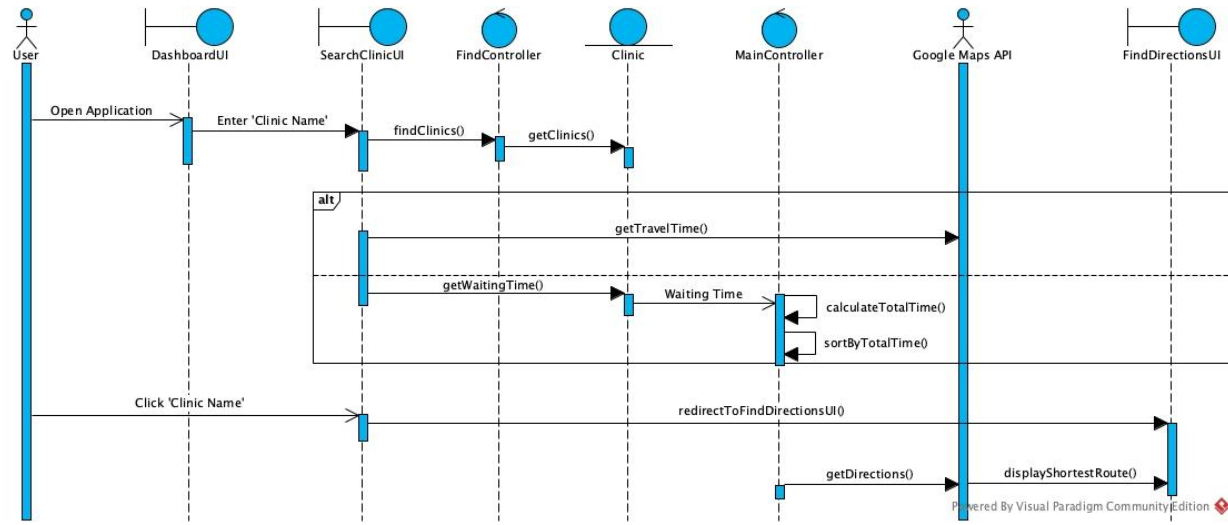 User
DashboardUI
SearchClinicUI
FindController
Clinic
MainController
Google Maps API
FindDirectionsUI
Open Application
Enter 'Clinic Name'
findClinics()
getClinics()
alt
getTravelTime()
getWaitingTime()
Waiting Time
calculateTotalTime()
sortByTotalTime()
Click 'Clinic Name'
redirectToFindDirectionsUI()
getDirections()
displayShortestRoute()
Powered By Visual Paradigm Community Edition